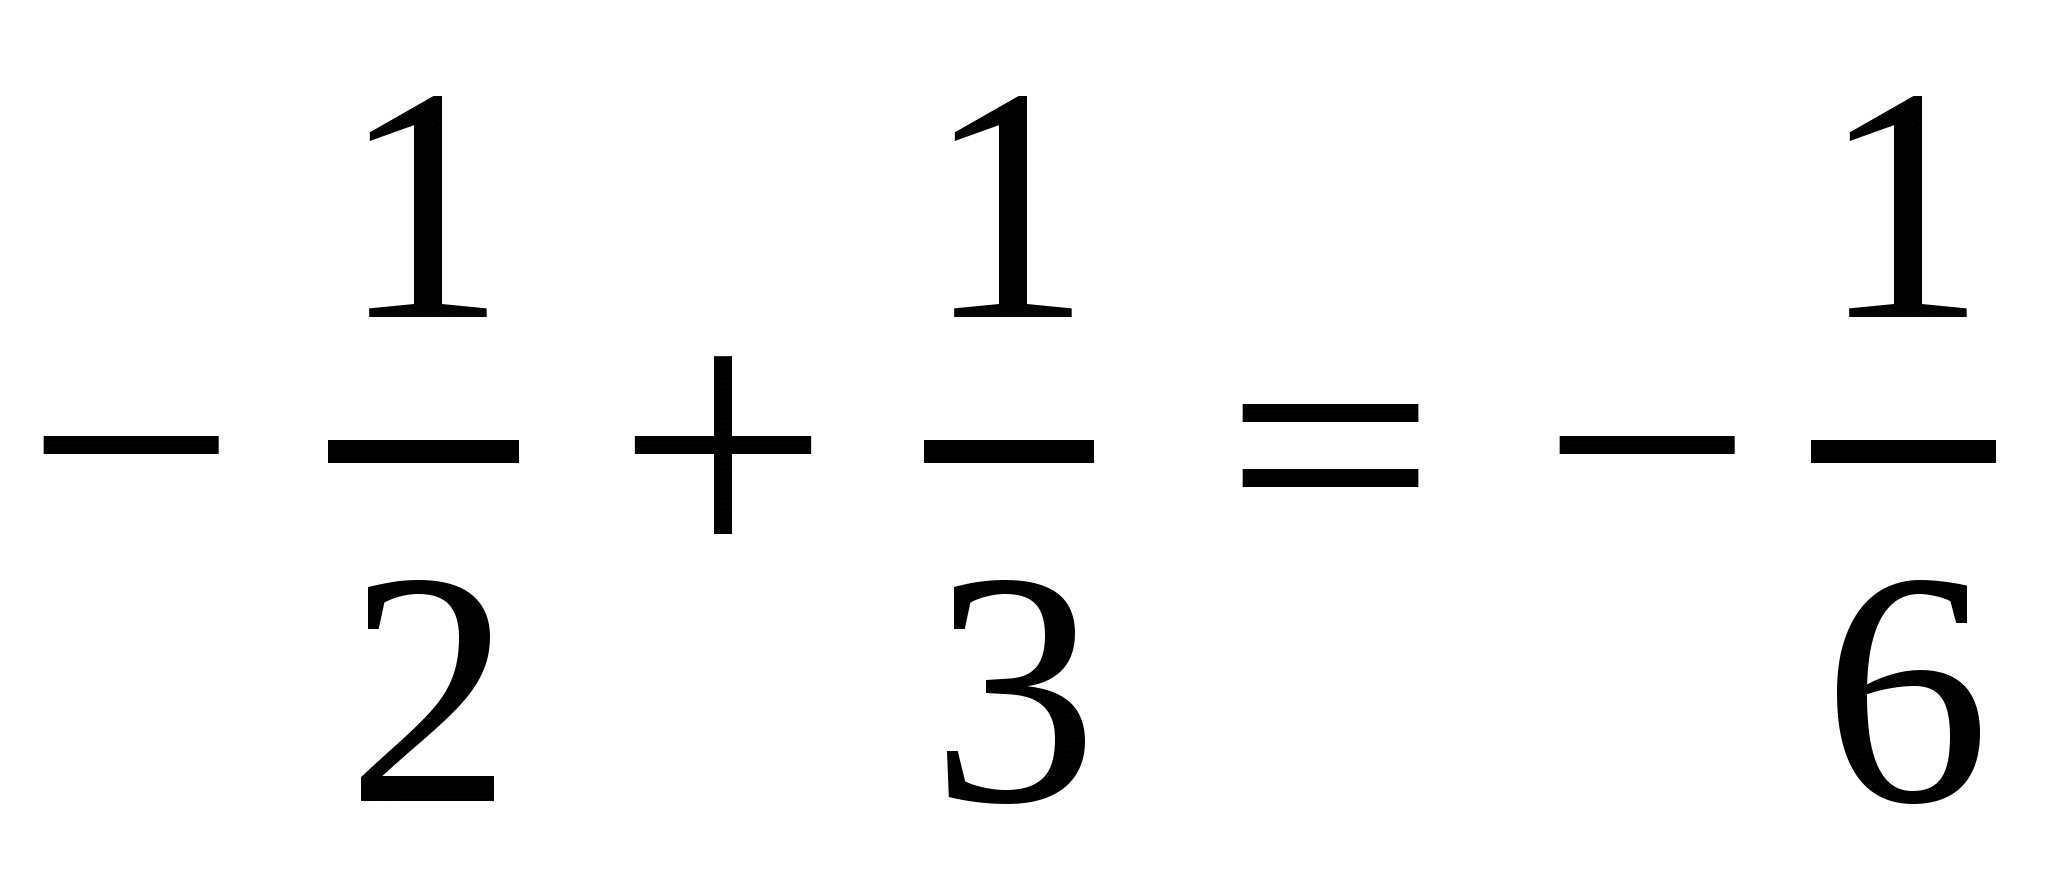 − 1/2 + 1/3 = − 1/6